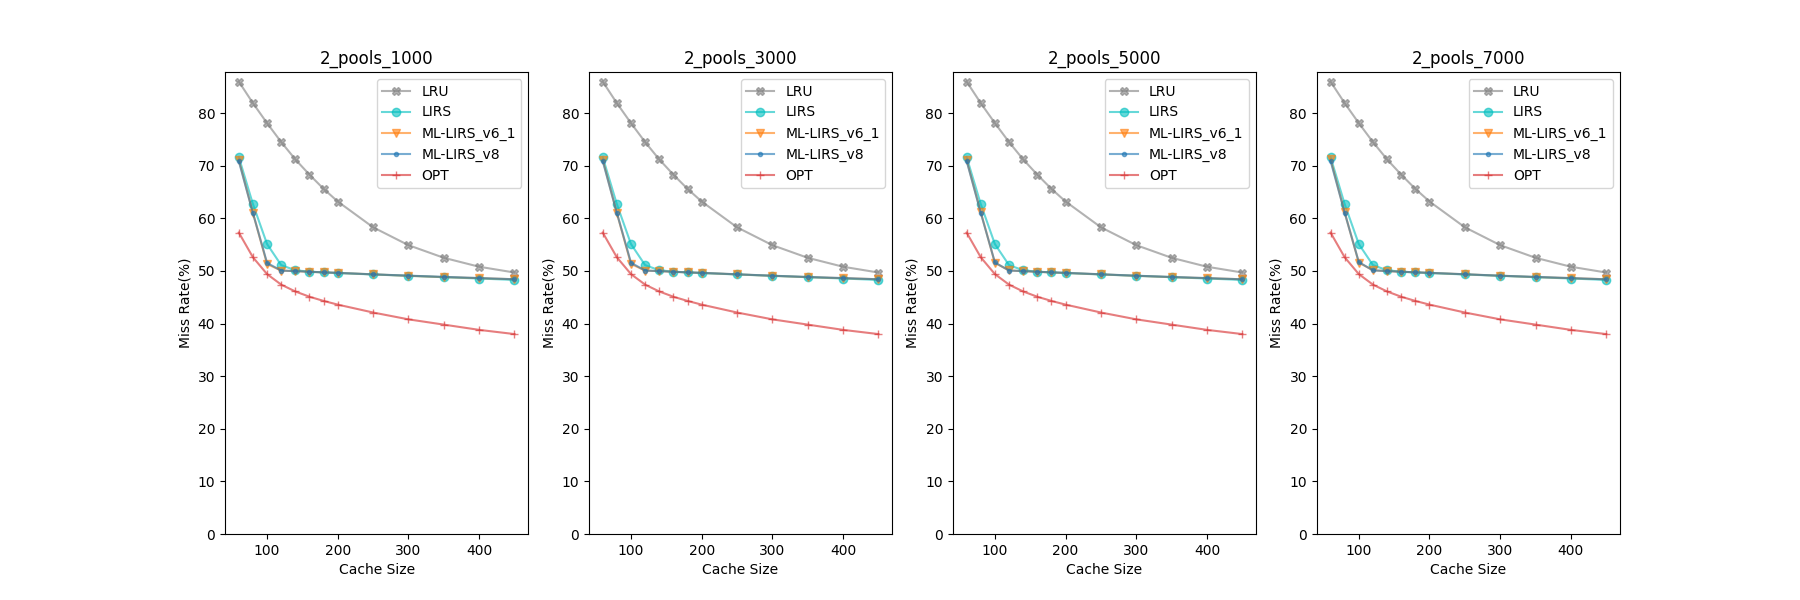 2_pools_1000
Miss Rate(%)
80
70
60
50
40
30
20
10
0
100 200 300 400
Cache Size
LRU
LIRS
ML-LIRS_v6_1
ML-LIRS_v8
OPT
2_pools_3000
Miss Rate(%)
80
70
60
50
40
30
20
10
0
100 200 300 400
Cache Size
LRU
LIRS
ML-LIRS_v6_1
ML-LIRS_v8
OPT
2_pools_5000
Miss Rate(%)
80
70
60
50
40
30
20
10
0
100 200 300 400
Cache Size
LRU
LIRS
ML-LIRS_v6_1
ML-LIRS_v8
OPT
2_pools_7000
Miss Rate(%)
80
70
60
50
40
30
20
10
0
100 200 300 400
Cache Size
LRU
LIRS
ML-LIRS_v6_1
ML-LIRS_v8
OPT